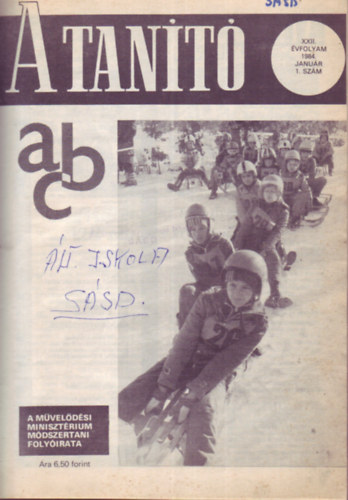 SÁSD
A TANÍTÓ
XXII.
ÉVFOLYAM
1984.
JANUÁR
1. SZÁM
abc
ÁLT. ISKOLA
SÁSD.
A MŰVELŐDÉSI
MINISZTÉRIUM
MÓDSZERTANI
FOLYÓIRATA
Ára 6,50 forint